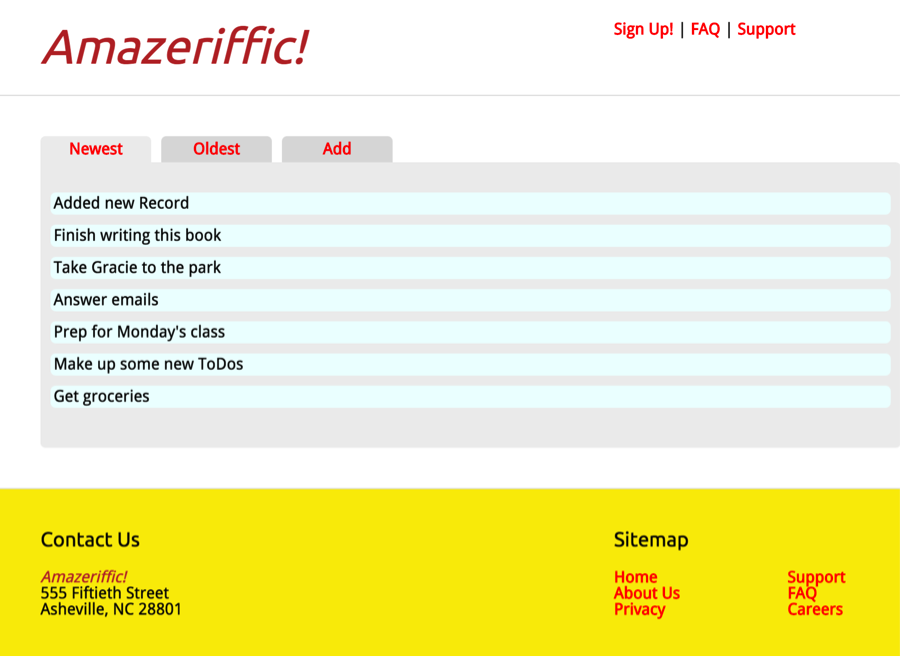 Amazeriffic!
Sign Up! | FAQ | Support
Newest Oldest Add
Added new Record
Finish writing this book
Take Gracie to the park
Answer emails
Prep for Monday's class
Make up some new ToDos
Get groceries
Contact Us
Amazeriffic!
555 Fiftieth Street
Asheville, NC 28801
Sitemap
Home
About Us
Privacy
Support
FAQ
Careers